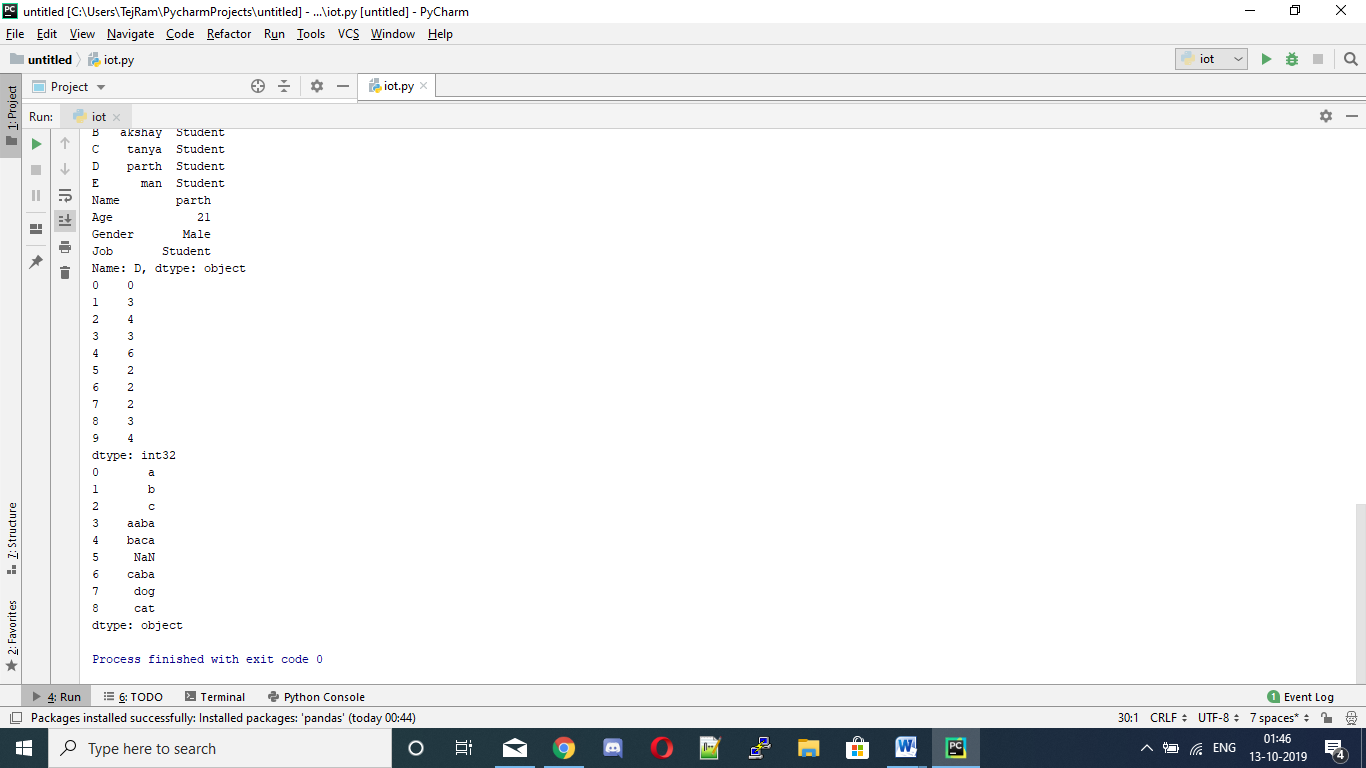 untitled [C:\Users\TejRam\PycharmProjects\untitled] - ...\iot.py [untitled] - PyCharm
File Edit View Navigate Code Refactor Run Tools VCS Window Help
untitled iot.py iot
1: Project Project iot.py
Run: iot
B akshay Student
C tanya Student
D parth Student
E man Student
Name parth
Age 21
Gender Male
Job Student
Name: D, dtype: object
0 0
1 3
2 4
3 3
4 6
5 2
6 2
7 2
8 3
9 4
dtype: int32
0 a
1 b
2 c
3 aaba
4 baca
5 NaN
6 caba
7 dog
8 cat
dtype: object
Process finished with exit code 0
7: Structure
2: Favorites
4: Run 6: TODO Terminal Python Console 1 Event Log
Packages installed successfully: Installed packages: 'pandas' (today 00:44) 30:1 CRLF UTF-8 7 spaces*
Type here to search ENG 01:46
13-10-2019 4